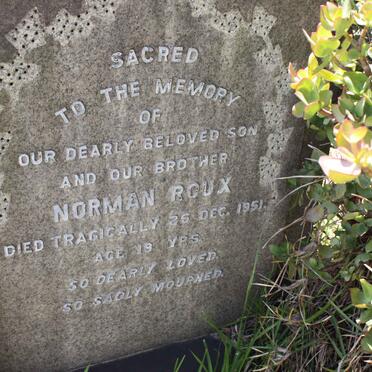 SACRED
TO THE MEMORY
OF
OUR DEARLY BELOVED SON
AND OUR BROTHER
NORMAN ROUX
DIED TRAGICALLY 26 DEC. 1951.
AGE 19 YRS.
SO DEARLY LOVED.
SO SADLY MOURNED.